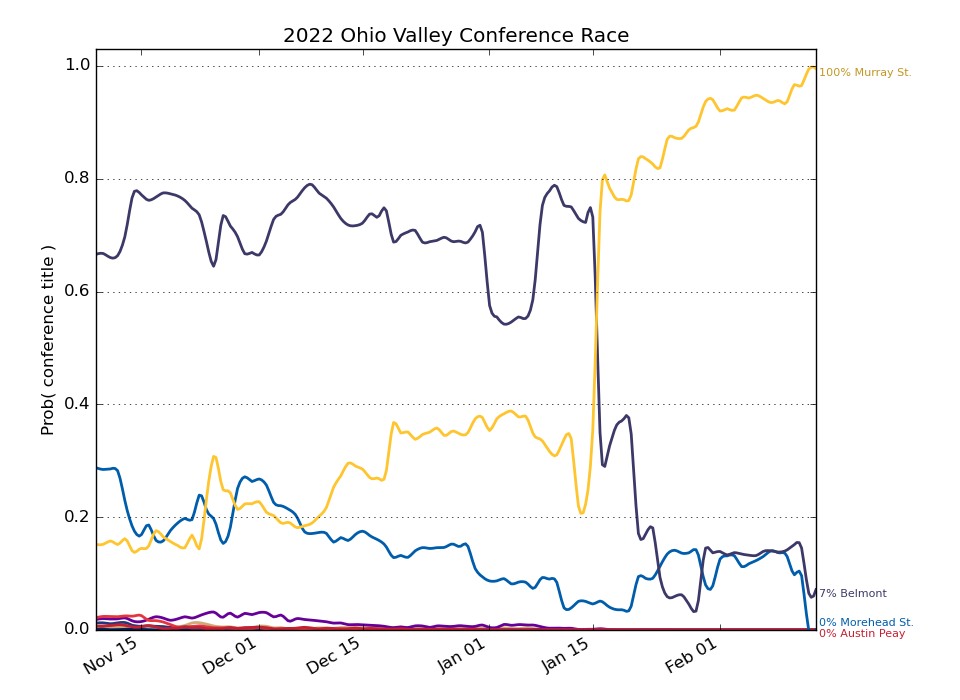 2022 Ohio Valley Conference Race
Prob( conference title )
1.0
0.8
0.6
0.4
0.2
0.0
Nov 15
Dec 01
Dec 15
Jan 01
Jan 15
Feb 01
100% Murray St.
7% Belmont
0% Morehead St.
0% Austin Peay